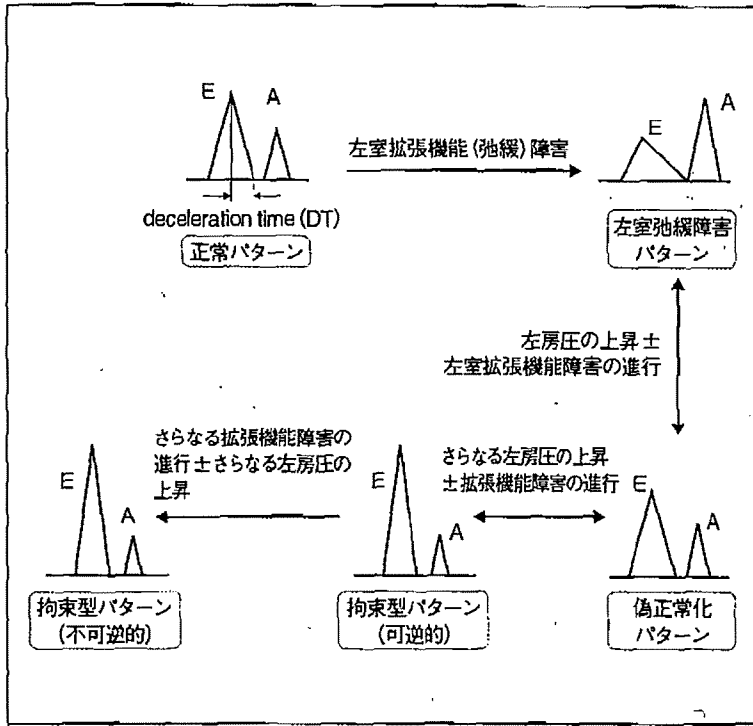 E
A
左室拡張機能(弛緩)障害
E
A
deceleration time (DT)
正常パターン
左室弛緩障害
パターン
左房圧の上昇±
左室拡張機能障害の進行
さらなる拡張機能障害の
進行±さらなる左房圧の
上昇
さらなる左房圧の上昇
±拡張機能障害の進行
E
A
E
A
E
A
拘束型パターン
(不可逆的)
拘束型パターン
(可逆的)
偽正常化
パターン